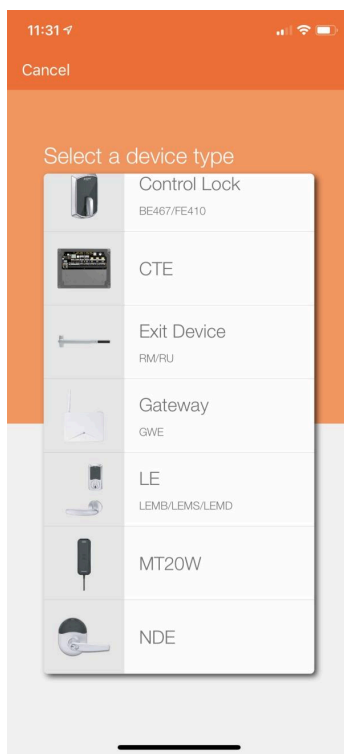 11:31
Cancel
Select a device type
Control Lock
BE467/FE410
CTE
Exit Device
RM/RU
Gateway
GWE
LE
LEMB/LEMS/LEMD
MT20W
NDE